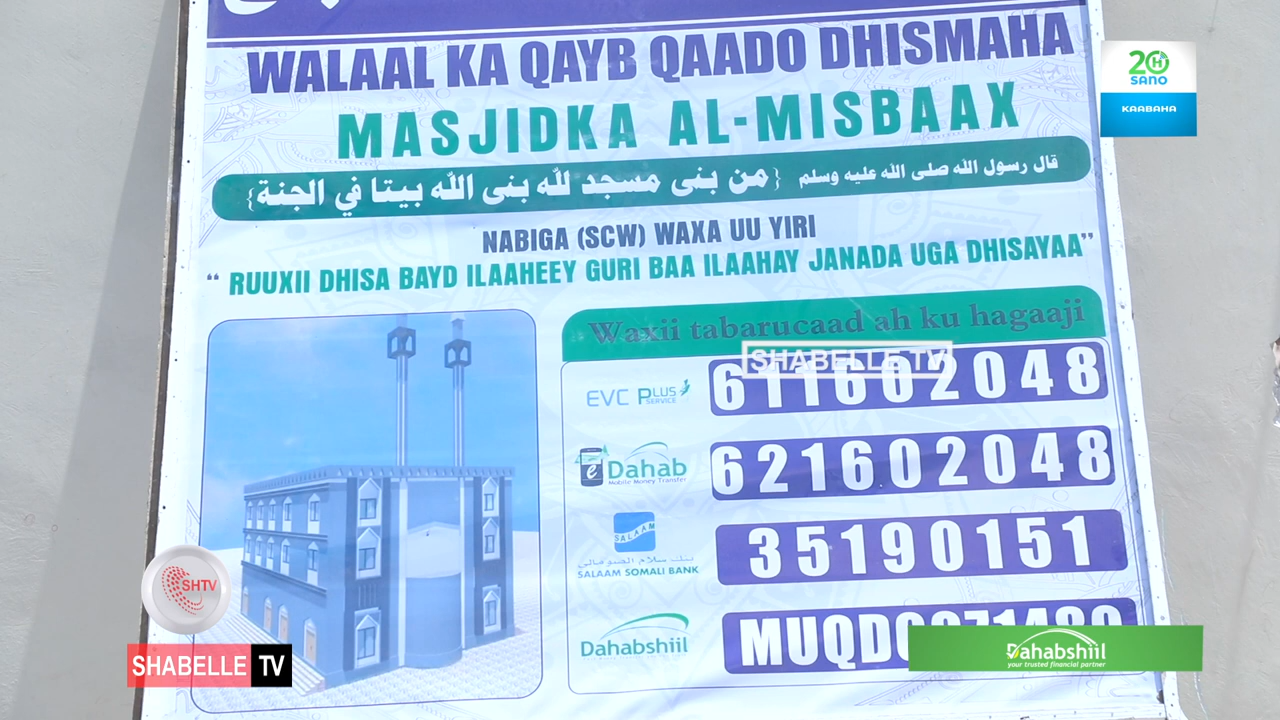 WALAAL KA QAYB QAADO DHISMAHA
MASJIDKA AL-MISBAAX
قال رسول الله صلى الله عليه وسلم {من بنى مسجد لله بنى الله بيتا في الجنة}
NABIGA (SCW) WAXA UU YIRI
“ RUUXII DHISA BAYD ILAAHEEY GURI BAA ILAAHAY JANADA UGA DHISAYAA”
Waxii tabarucaad ah ku hagaaji
EVC PLUS SERVICE 611602048
e Dahab Mobile Money Transfer 621602048
SALAAM
بنك سلام الصومالي
SALAAM SOMALI BANK 35190151
Dahabshiil
20 SANO
KAABAHA
SHABELLE TV
SHTV
SHABELLE TV
Dahabshiil
your trusted financial partner